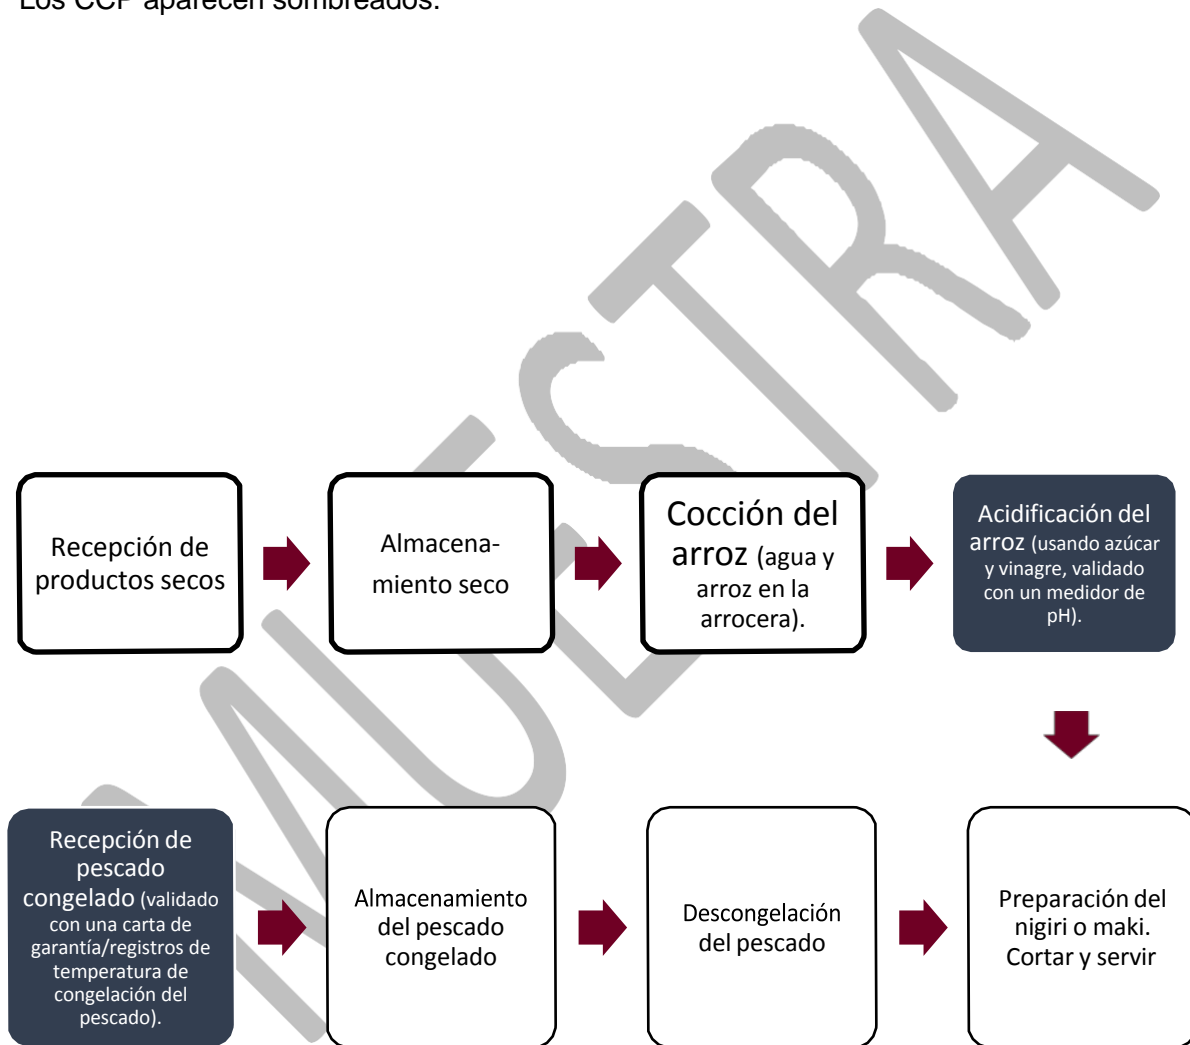 Los CCP aparecen sombreados.
Recepción de
productos secos
Almacena-
miento seco
Cocción del
arroz (agua y
arroz en la
arrocera).
Acidificación del
arroz (usando azúcar
y vinagre, validado
con un medidor de
pH).
Recepción de
pescado
congelado (validado
con una carta de
garantía/registros de
temperatura de
congelación del
pescado).
Almacenamiento
del pescado
congelado
Descongelación
del pescado
Preparación del
nigiri o maki.
Cortar y servir
MUESTRA